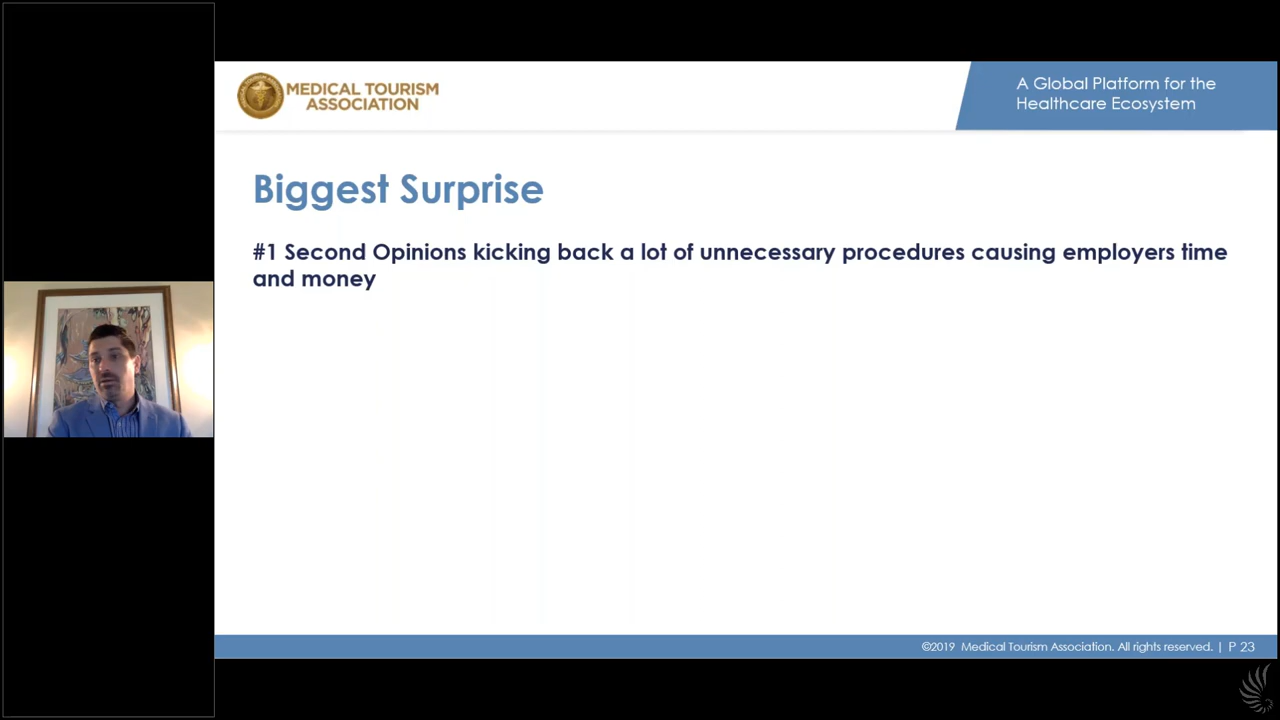 MEDICAL TOURISM
ASSOCIATION
A Global Platform for the
Healthcare Ecosystem
Biggest Surprise
#1 Second Opinions kicking back a lot of unnecessary procedures causing employers time
and money
©2019 Medical Tourism Association. All rights reserved. | P 23